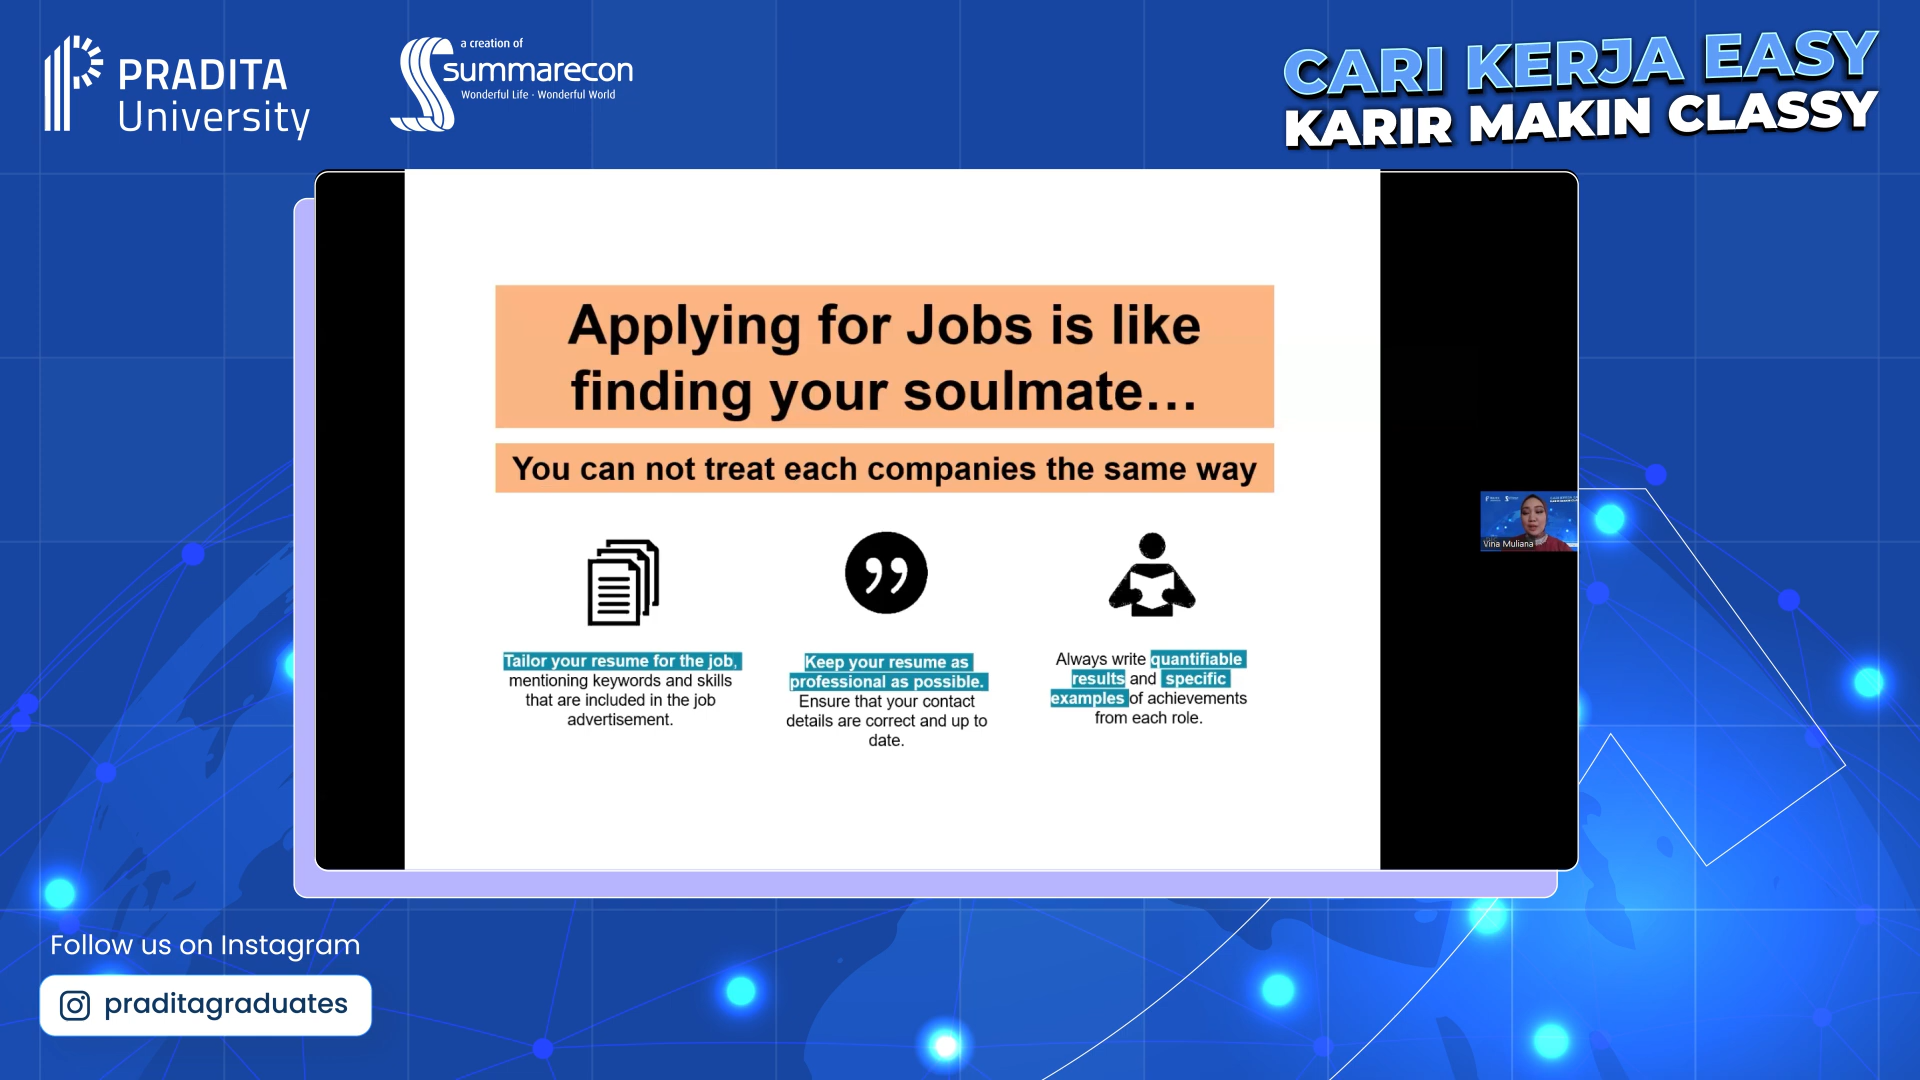 PRADITA
University
a creation of
summarecon
Wonderful Life · Wonderful World
CARI KERJA EASY
KARIR MAKIN CLASSY
Applying for Jobs is like
finding your soulmate...
You can not treat each companies the same way
Tailor your resume for the job,
mentioning keywords and skills
that are included in the job
advertisement.
Keep your resume as
professional as possible.
Ensure that your contact
details are correct and up to
date.
Always write quantifiable
results and specific
examples of achievements
from each role.
Vina Muliana
Follow us on Instagram
praditagraduates